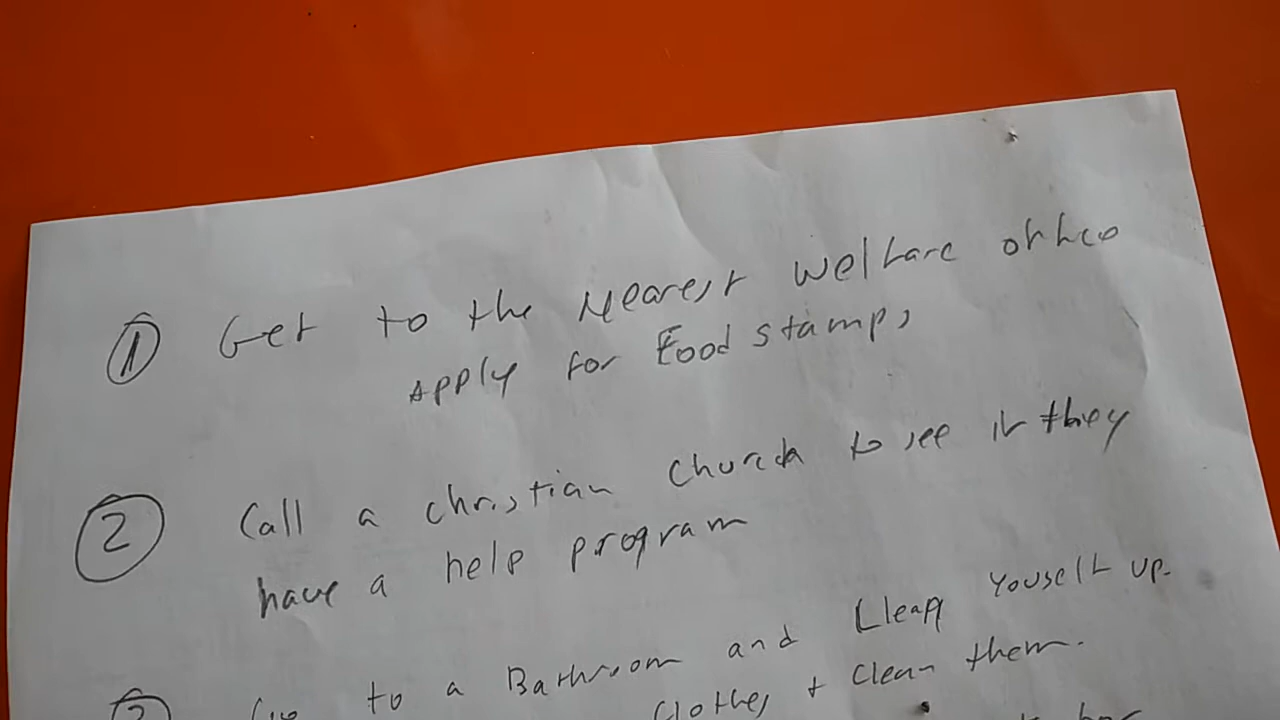 ① Get to the Nearest Welfare office
Apply for Food stamps
② Call a christian Church to see if they
have a help program
Go to a Bathroom and Clean Youself up.
Clothes + Clean them.